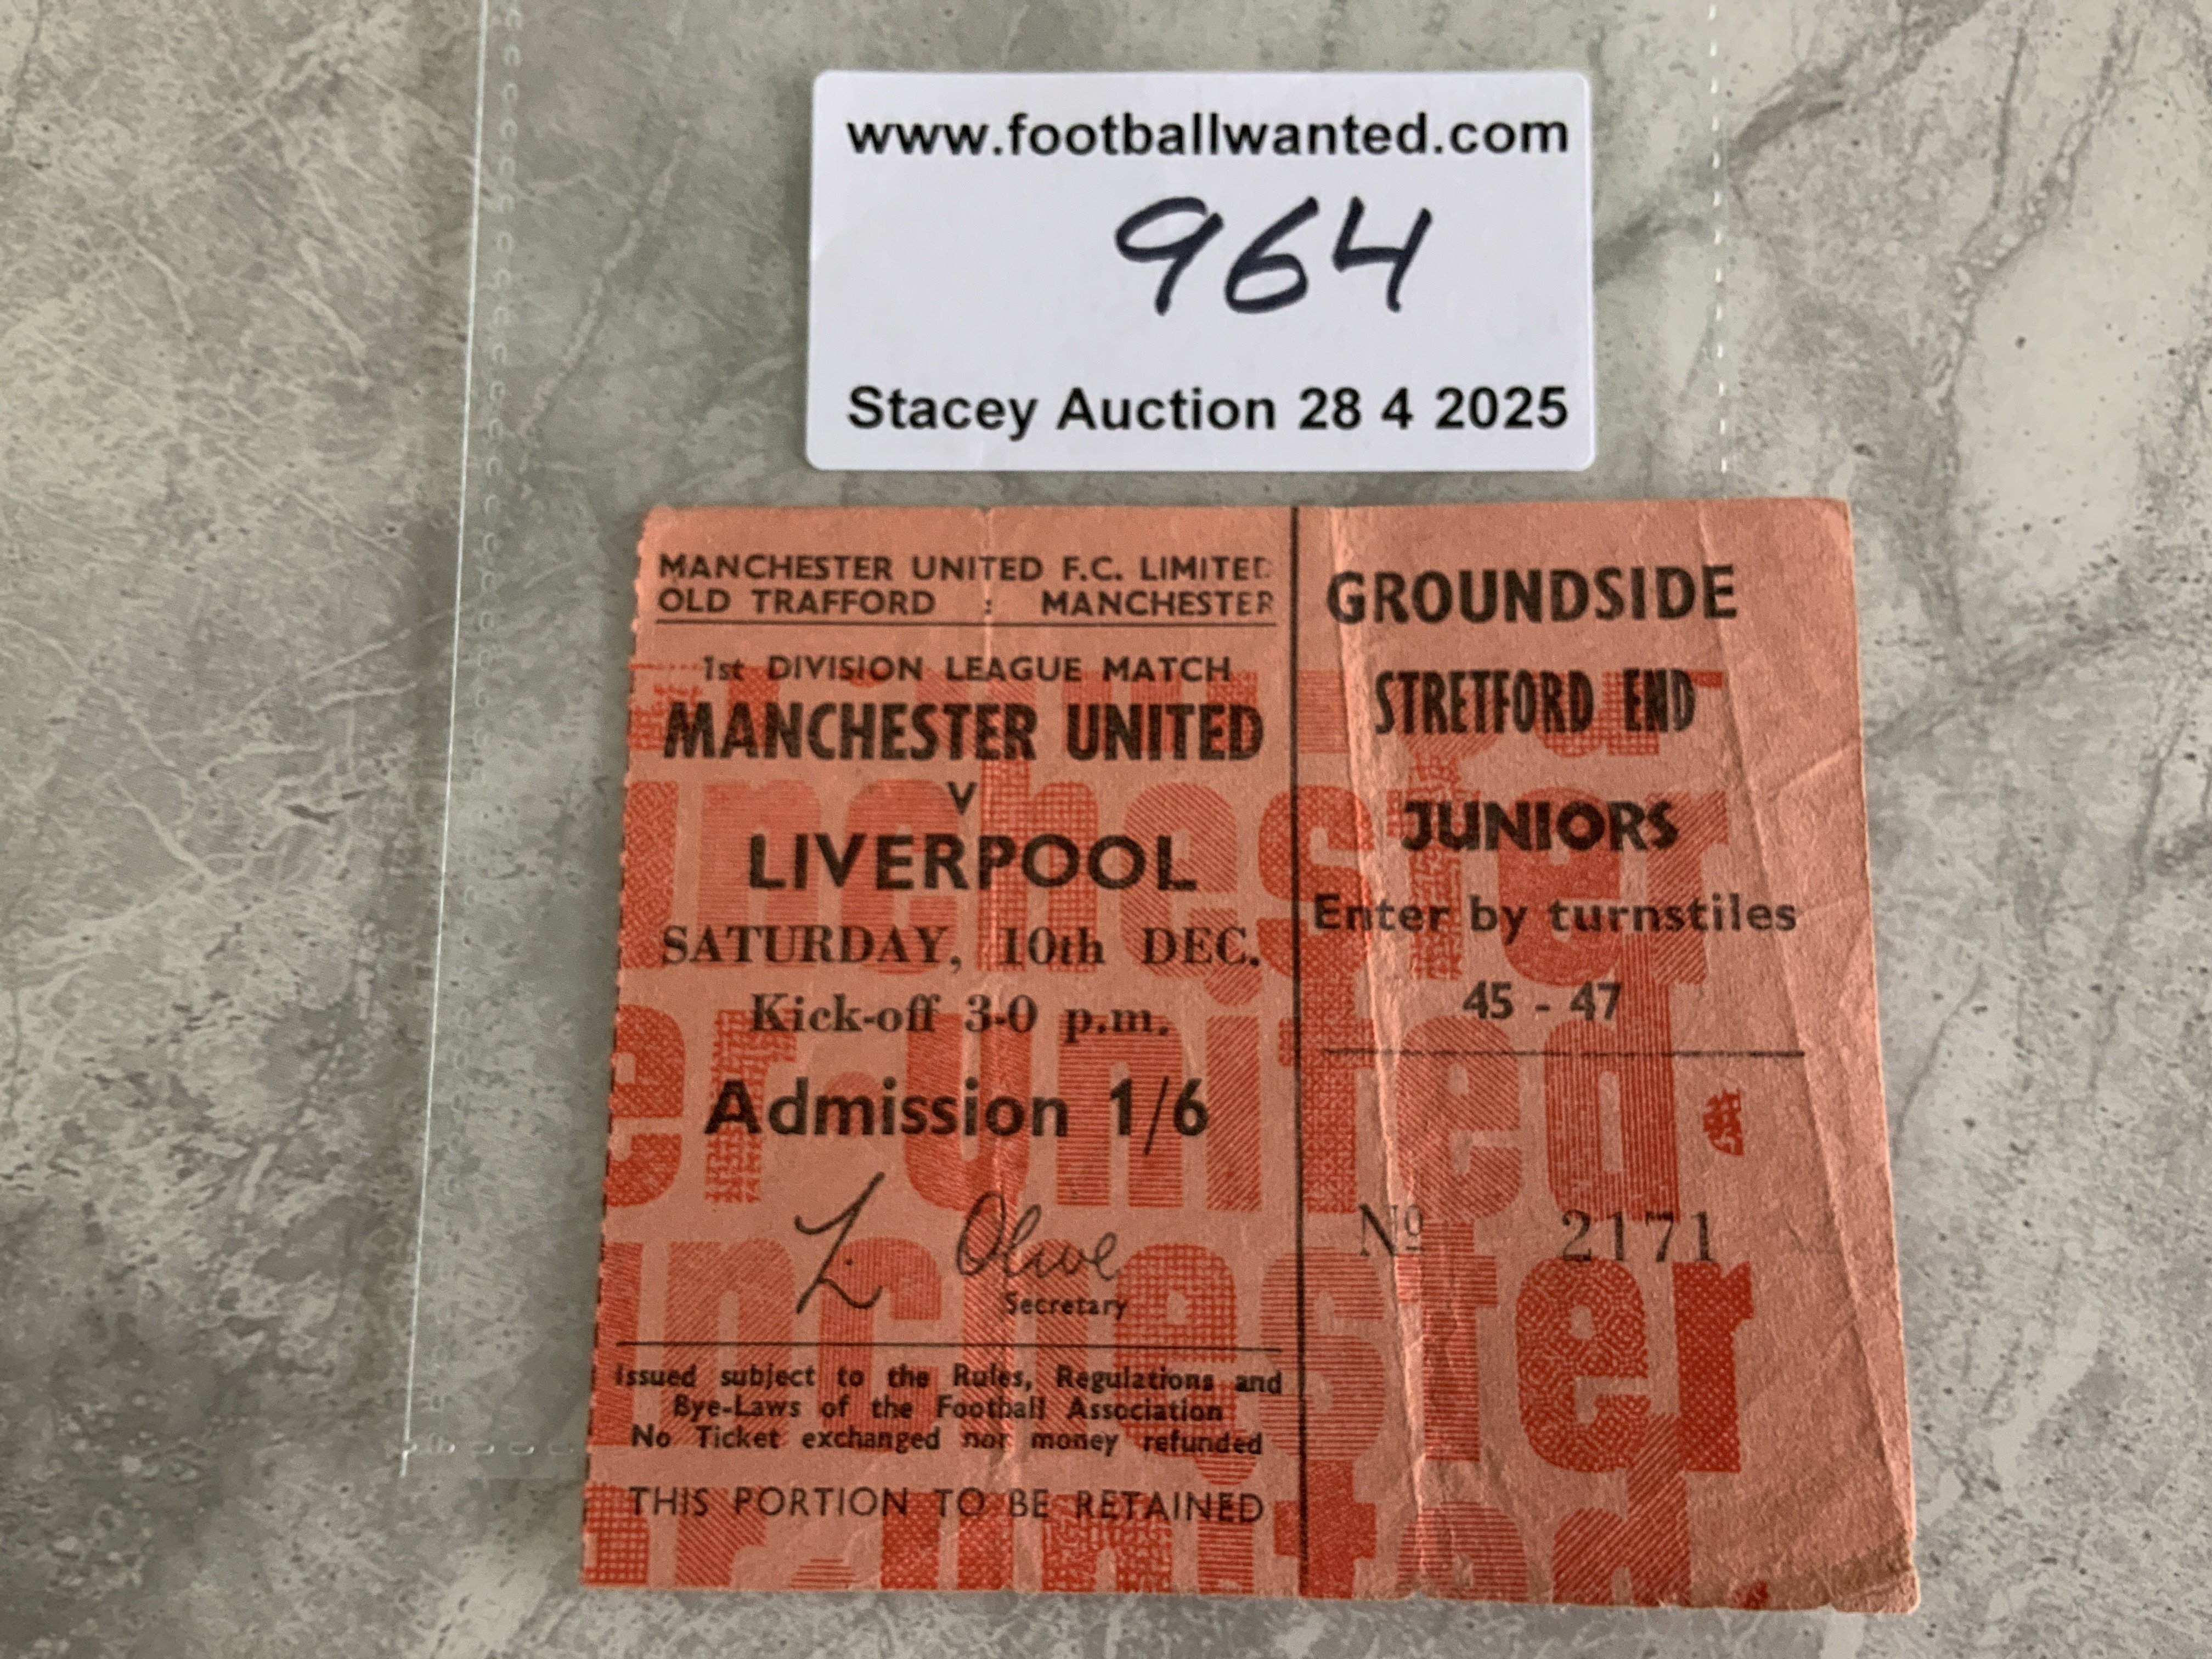 www.footballwanted.com
964
Stacey Auction 28 4 2025
MANCHESTER UNITED F.C. LIMITED
OLD TRAFFORD : MANCHESTER
1st DIVISION LEAGUE MATCH
MANCHESTER UNITED
v
LIVERPOOL
SATURDAY, 10th DEC.
Kick-off 3-0 p.m.
Admission 1/6
L. Olive
Secretary
Issued subject to the Rules, Regulations and
Bye-Laws of the Football Association
No Ticket exchanged nor money refunded
THIS PORTION TO BE RETAINED
GROUNDSIDE
STRETFORD END
JUNIORS
Enter by turnstiles
45 - 47
Nº 2171